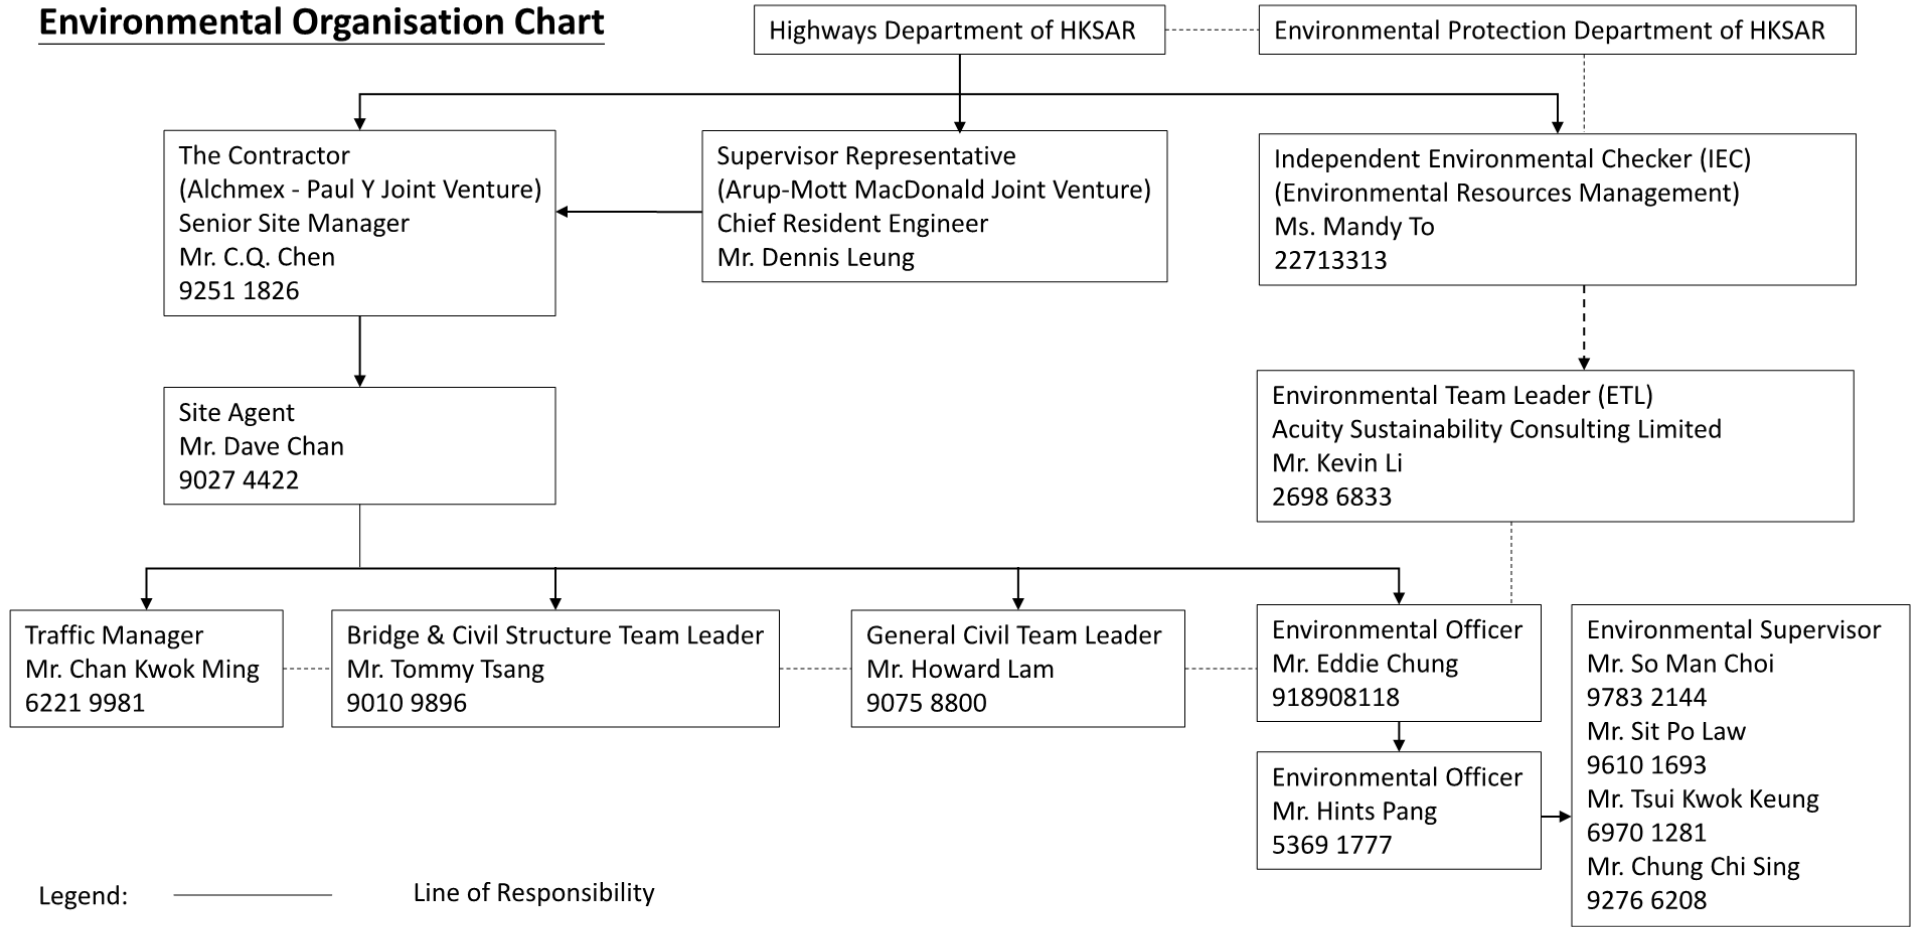 Environmental Organisation Chart
Highways Department of HKSAR
Environmental Protection Department of HKSAR
The Contractor
(Alchmex - Paul Y Joint Venture)
Senior Site Manager
Mr. C.Q. Chen
9251 1826
Supervisor Representative
(Arup-Mott MacDonald Joint Venture)
Chief Resident Engineer
Mr. Dennis Leung
Independent Environmental Checker (IEC)
(Environmental Resources Management)
Ms. Mandy To
22713313
Site Agent
Mr. Dave Chan
9027 4422
Environmental Team Leader (ETL)
Acuity Sustainability Consulting Limited
Mr. Kevin Li
2698 6833
Traffic Manager
Mr. Chan Kwok Ming
6221 9981
Bridge & Civil Structure Team Leader
Mr. Tommy Tsang
9010 9896
General Civil Team Leader
Mr. Howard Lam
9075 8800
Environmental Officer
Mr. Eddie Chung
918908118
Environmental Officer
Mr. Hints Pang
5369 1777
Environmental Supervisor
Mr. So Man Choi
9783 2144
Mr. Sit Po Law
9610 1693
Mr. Tsui Kwok Keung
6970 1281
Mr. Chung Chi Sing
9276 6208
Legend:
Line of Responsibility